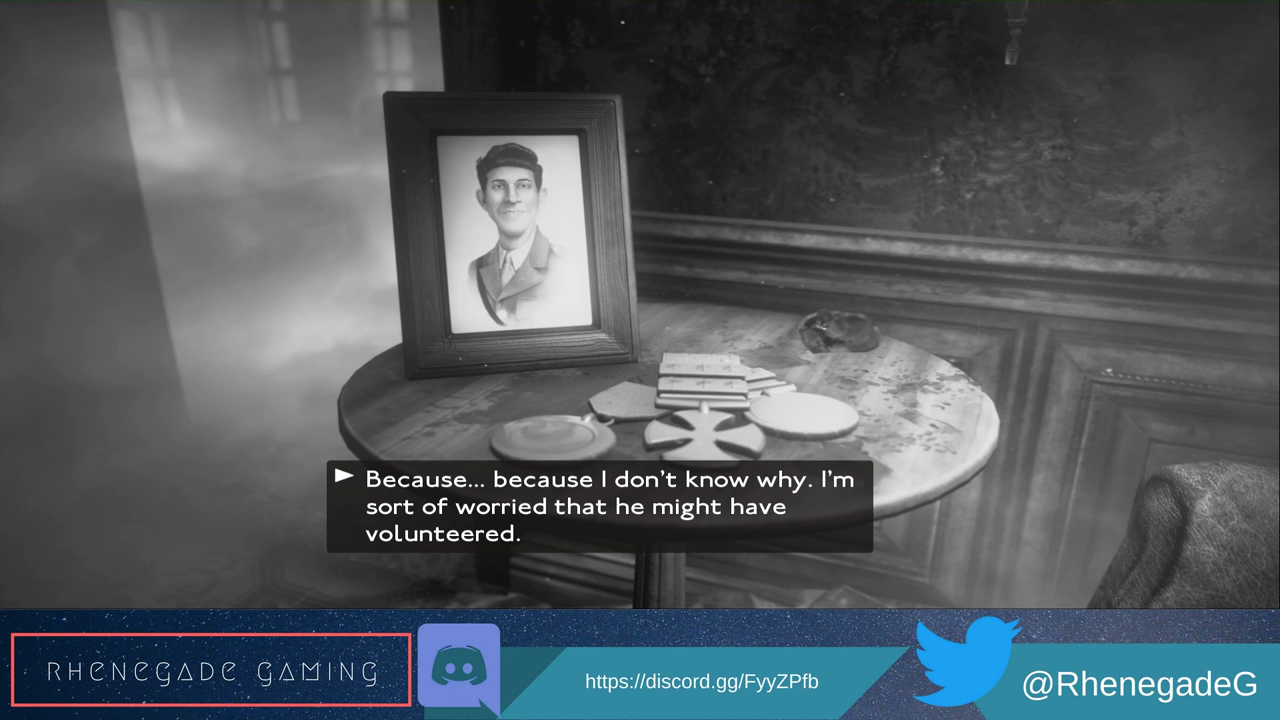 Because... because I don't know why. I'm
sort of worried that he might have
volunteered.
RHENEGADE GAMING
https://discord.gg/FyyZPfb
@RhenegadeG